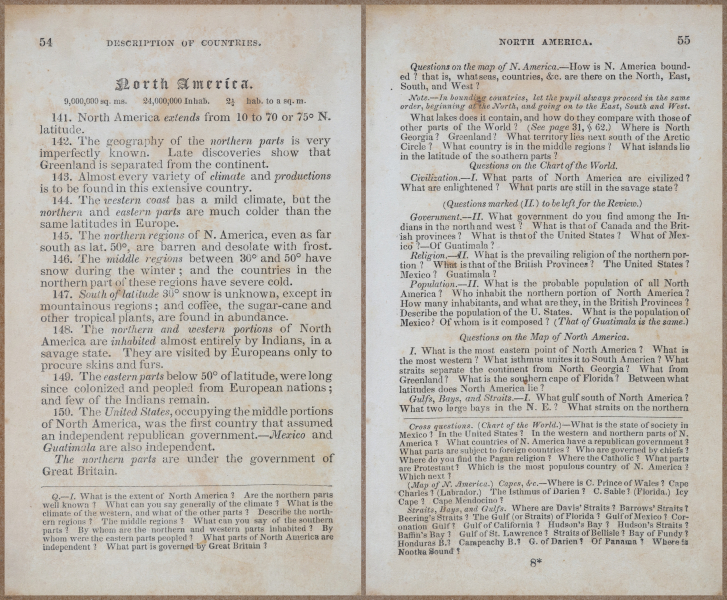 54
DESCRIPTION OF COUNTRIES.
North America.
9,000,000 sq. ms. 24,000,000 Inhab. 2½ hab. to a sq. m.
141. North America extends from 10 to 70 or 75° N.
latitude.
142. The geography of the northern parts is very
imperfectly known. Late discoveries show that
Greenland is separated from the continent.
143. Almost every variety of climate and productions
is to be found in this extensive country.
144. The western coast has a mild climate, but the
northern and eastern parts are much colder than the
same latitudes in Europe.
145. The northern regions of N. America, even as far
south as lat. 50°, are barren and desolate with frost.
146. The middle regions between 30° and 50° have
snow during the winter; and the countries in the
northern part of these regions have severe cold.
147. South of latitude 30° snow is unknown, except in
mountainous regions; and coffee, the sugar-cane and
other tropical plants, are found in abundance.
148. The northern and western portions of North
America are inhabited almost entirely by Indians, in a
savage state. They are visited by Europeans only to
procure skins and furs.
149. The eastern parts below 50° of latitude, were long
since colonized and peopled from European nations;
and few of the Indians remain.
150. The United States, occupying the middle portions
of North America, was the first country that assumed
an independent republican government.—Mexico and
Guatimala are also independent.
The northern parts are under the government of
Great Britain.
Q.—I. What is the extent of North America? Are the northern parts
well known? What can you say generally of the climate? What is the
climate of the western, and what of the other parts? Describe the north-
ern regions? The middle regions? What can you say of the southern
parts? By whom are the northern and western parts inhabited? By
whom were the eastern parts peopled? What parts of North America are
independent? What part is governed by Great Britain?
NORTH AMERICA.
55
Questions on the map of N. America.—How is N. America bound-
ed? that is, what seas, countries, &c. are there on the North, East,
South, and West?
Note.—In bounding countries, let the pupil always proceed in the same
order, beginning at the North, and going on to the East, South and West.
What lakes does it contain, and how do they compare with those of
other parts of the World? (See page 31, § 62.) Where is North
Georgia? Greenland? What territory lies next south of the Arctic
Circle? What country is in the middle regions? What islands lie
in the latitude of the southern parts?
Questions on the Chart of the World.
Civilization.—I. What parts of North America are civilized?
What are enlightened? What parts are still in the savage state?
(Questions marked (II.) to be left for the Review.)
Government.—II. What government do you find among the In-
dians in the northand west? What is that of Canada and the Brit-
ish provinces? What is that of the United States? What of Mex-
ico?—Of Guatimala?
Religion.—II. What is the prevailing religion of the northern por-
tion? What is that of the British Provinces? The United States?
Mexico? Guatimala?
Population.—II. What is the probable population of all North
America? Who inhabit the northern portion of North America?
How many inhabitants, and what are they, in the British Provinces?
Describe the population of the U. States. What is the population of
Mexico? Of whom is it composed? (That of Guatimala is the same.)
Questions on the Map of North America.
I. What is the most eastern point of North America? What is
the most western? What isthmus unites it to South America? What
straits separate the continent from North Georgia? What from
Greenland? What is the southern cape of Florida? Between what
latitudes does North America lie?
Gulfs, Bays, and Straits.—I. What gulf south of North America?
What two large bays in the N. E.? What straits on the northern
Cross questions. (Chart of the World.)—What is the state of society in
Mexico? In the United States? In the western and northern parts of N.
America? What countries of N. America have a republican government?
What parts are subject to foreign countries? Who are governed by chiefs?
Where do you find the Pagan religion? Where the Catholic? What parts
are Protestant? Which is the most populous country of N. America?
Which next?
(Map of N. America.) Capes, &c.—Where is C. Prince of Wales? Cape
Charles? (Labrador.) The Isthmus of Darien? C. Sable? (Florida.) Icy
Cape? Cape Mendocino?
Straits, Bays, and Gulfs. Where are Davis' Straits? Barrows' Straits?
Beering's Straits? The Gulf (or Straits) of Florida? Gulf of Mexico? Cor-
onation Gulf? Gulf of California? Hudson's Bay? Hudson's Straits?
Baffin's Bay? Gulf of St. Lawrence? Straits of Bellisle? Bay of Fundy?
Honduras B.? Campeachy B.? G. of Darien? Of Panama? Where is
Nootka Sound?
8*